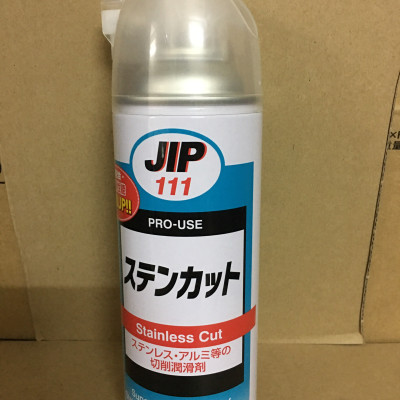 JIP
111
UP!!
PRO-USE
ステンカット
Stainless Cut
ステンレス・アルミ等の
切削潤滑剤